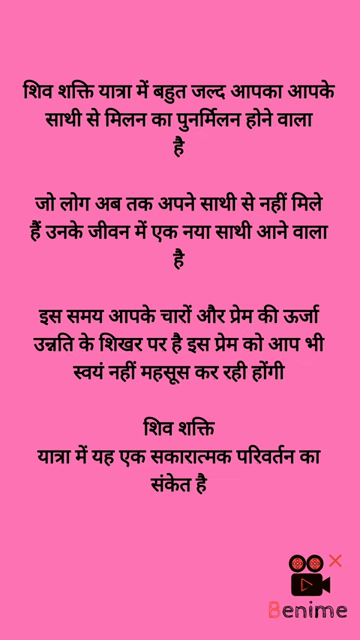 शिव शक्ति यात्रा में बहुत जल्द आपका आपके
साथी से मिलन का पुनर्मिलन होने वाला
है
जो लोग अब तक अपने साथी से नहीं मिले
हैं उनके जीवन में एक नया साथी आने वाला
है
इस समय आपके चारों और प्रेम की ऊर्जा
उन्नति के शिखर पर है इस प्रेम को आप भी
स्वयं नहीं महसूस कर रही होंगी
शिव शक्ति
यात्रा में यह एक सकारात्मक परिवर्तन का
संकेत है
Benime